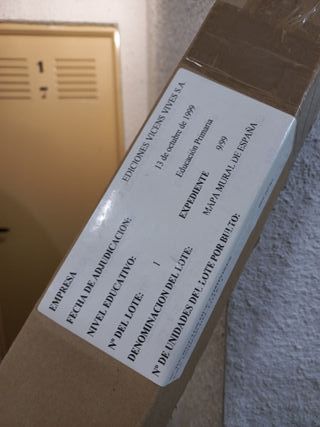 1
EMPRESA EDICIONES VICENS VIVES S.A
FECHA DE ADJUDICACION: 13 de octubre de 1999
NIVEL EDUCATIVO: Educación Primaria
Nº DEL LOTE: 1 EXPEDIENTE 9/99
DENOMINACION DEL LOTE: MAPA MURAL DE ESPAÑA
Nº DE UNIDADES DEL LOTE POR BULTO: